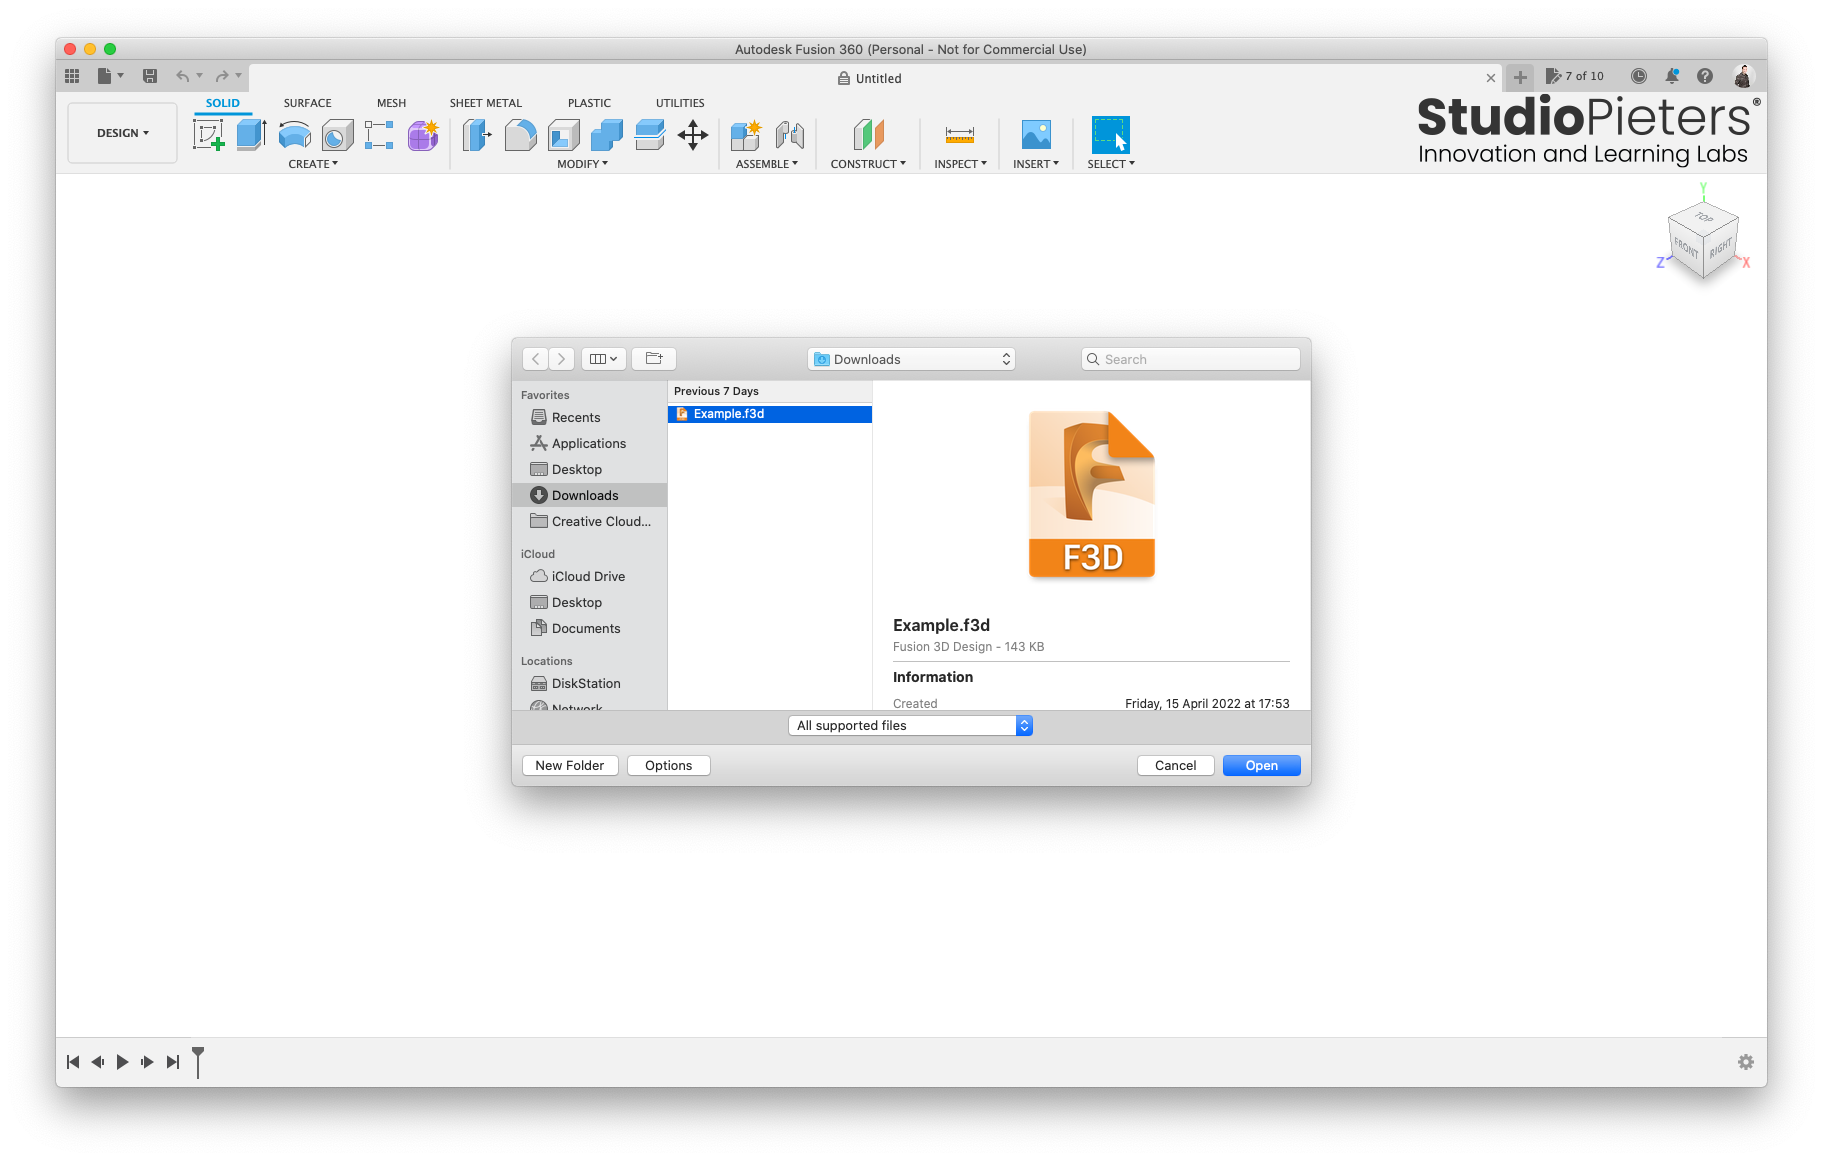 Autodesk Fusion 360 (Personal - Not for Commercial Use)
Untitled
7 of 10
SOLID SURFACE MESH SHEET METAL PLASTIC UTILITIES
DESIGN
CREATE MODIFY ASSEMBLE CONSTRUCT INSPECT INSERT SELECT
StudioPieters®
Innovation and Learning Labs
Y
TOP
FRONT RIGHT
Z X
Downloads
Search
Favorites
Recents
Applications
Desktop
Downloads
Creative Cloud...
iCloud
iCloud Drive
Desktop
Documents
Locations
DiskStation
Network
Previous 7 Days
Example.f3d
F3D
Example.f3d
Fusion 3D Design - 143 KB
Information
Created Friday, 15 April 2022 at 17:53
All supported files
New Folder Options Cancel Open